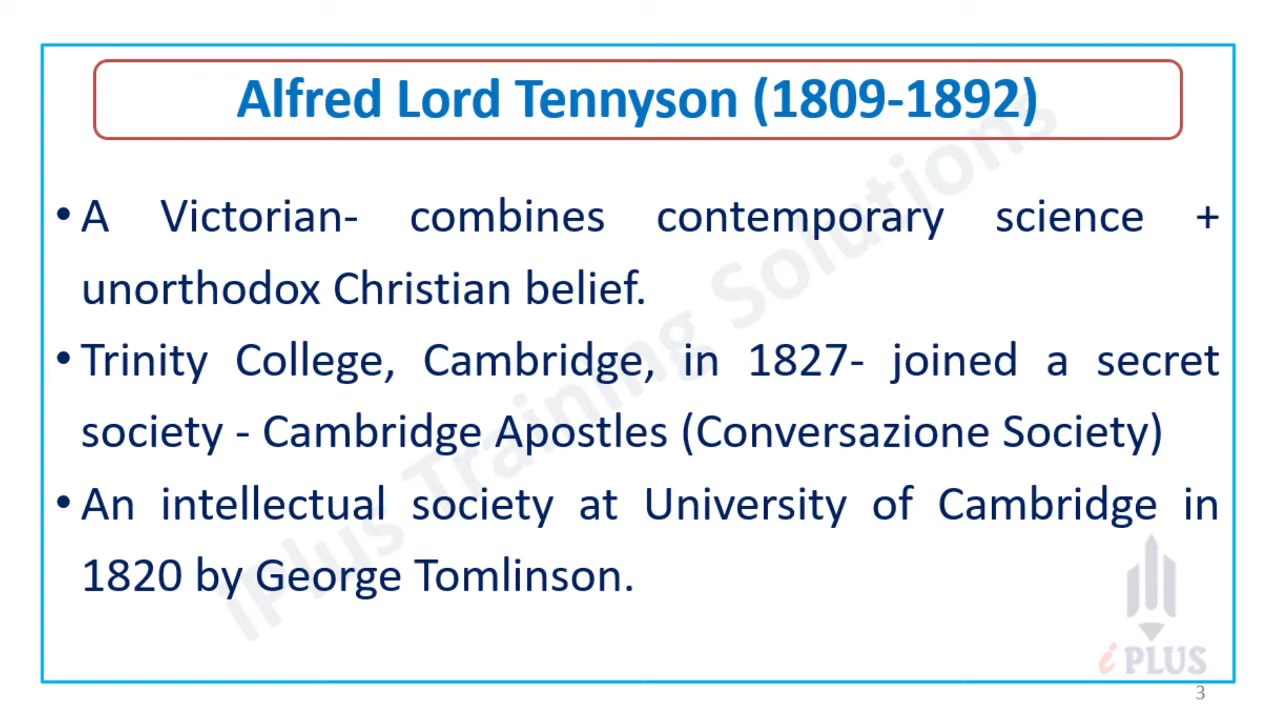 Alfred Lord Tennyson (1809-1892)
• A Victorian- combines contemporary science +
unorthodox Christian belief.
• Trinity College, Cambridge, in 1827- joined a secret
society - Cambridge Apostles (Conversazione Society)
• An intellectual society at University of Cambridge in
1820 by George Tomlinson.
iPlus Training Solutions
i PLUS
3